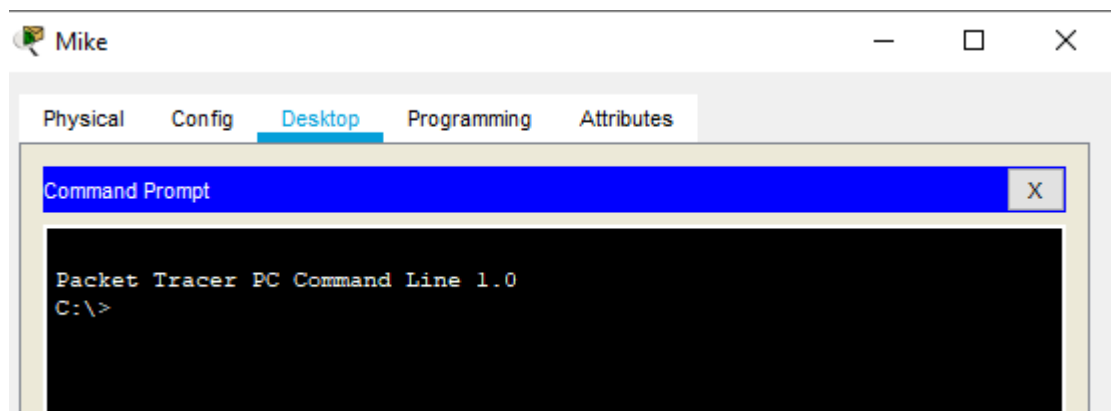 Mike
Physical Config Desktop Programming Attributes
Command Prompt X
Packet Tracer PC Command Line 1.0
C:\>